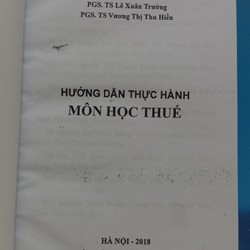 PGS. TS Lê Xuân Trường
PGS. TS Vương Thị Thu Hiền
HƯỚNG DẪN THỰC HÀNH
MÔN HỌC THUẾ
HÀ NỘI - 2018